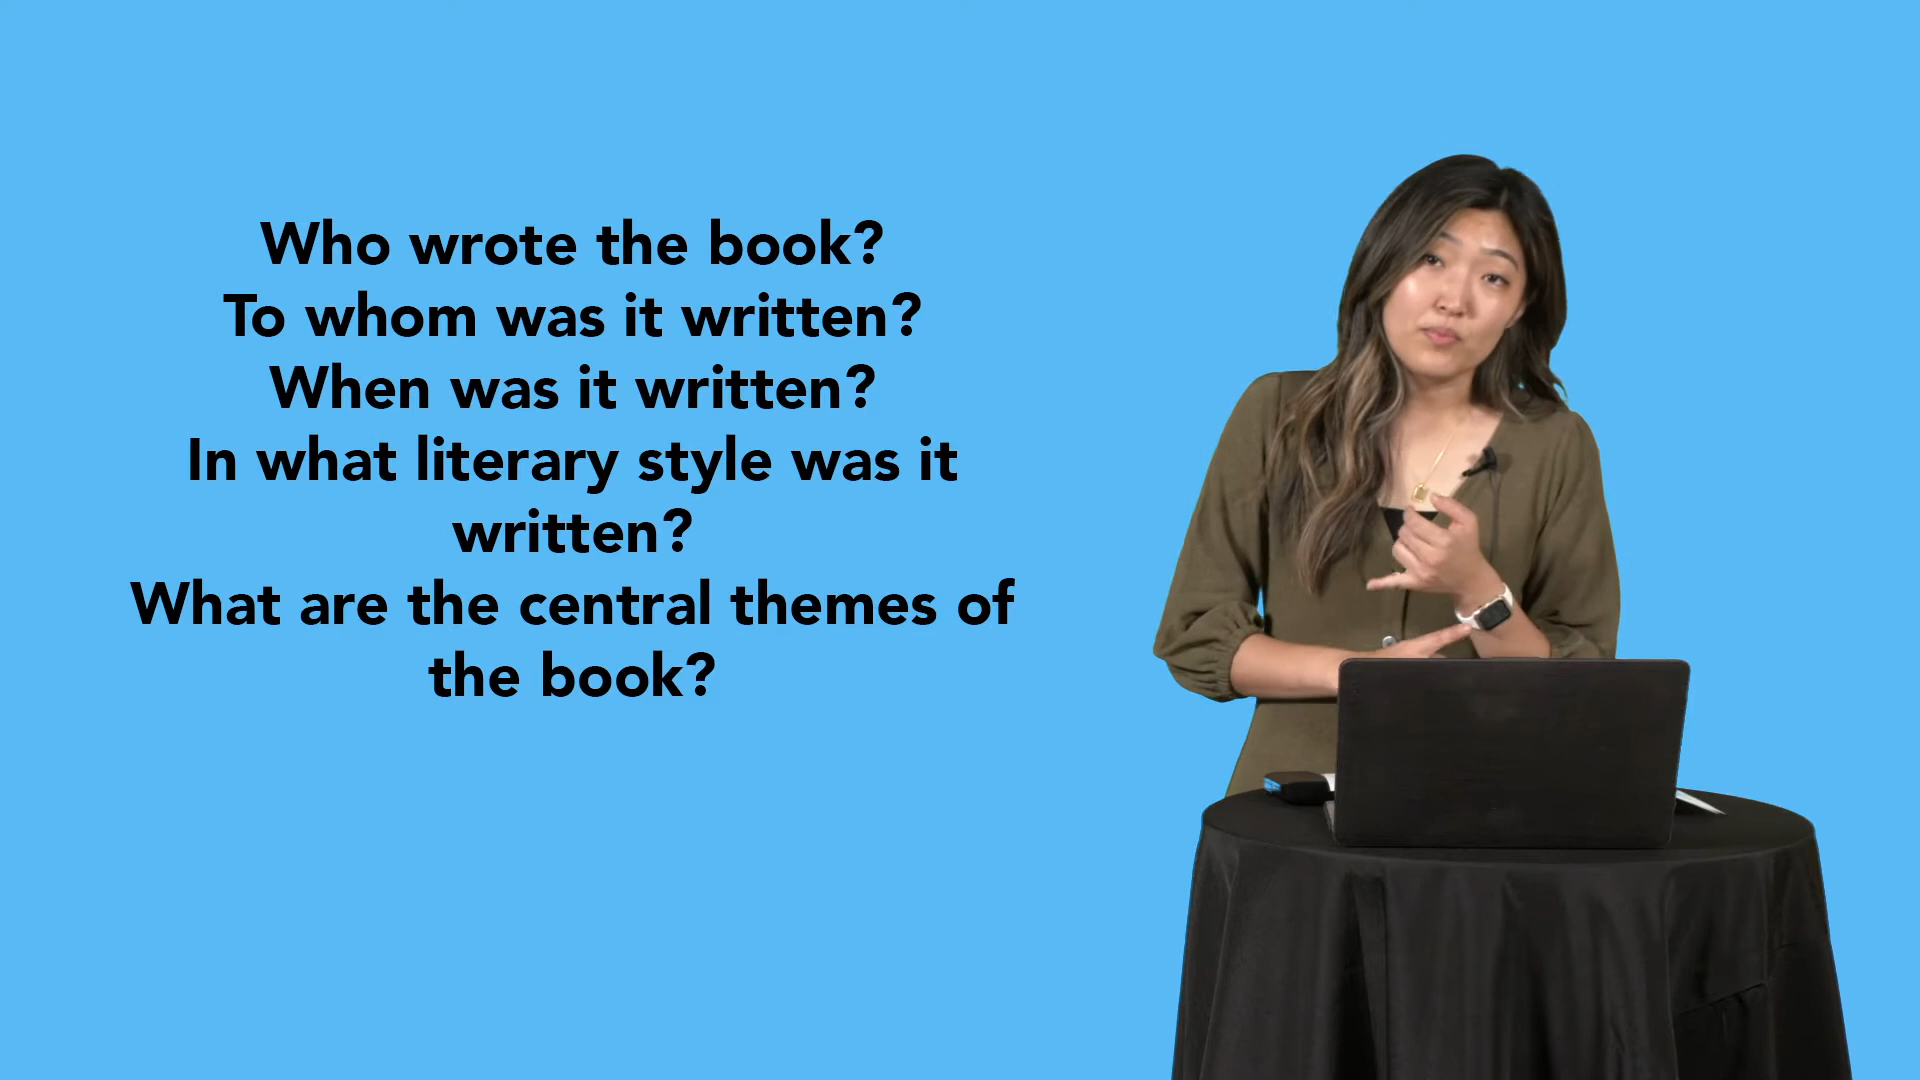 Who wrote the book?
To whom was it written?
When was it written?
In what literary style was it
written?
What are the central themes of
the book?